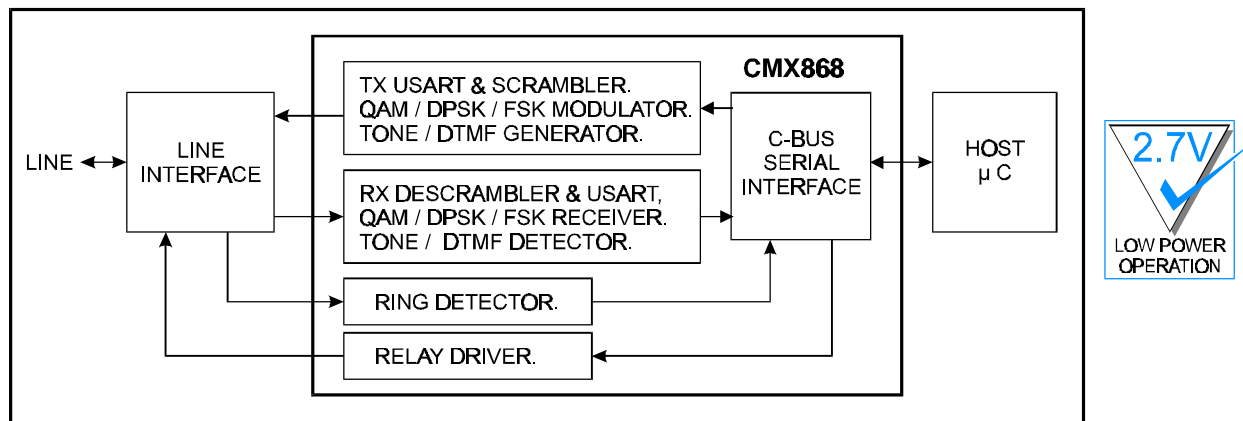 CMX868
TX USART & SCRAMBLER.
QAM / DPSK / FSK MODULATOR.
TONE / DTMF GENERATOR.
LINE
LINE
INTERFACE
C-BUS
SERIAL
INTERFACE
HOST
µ C
RX DESCRAMBLER & USART,
QAM / DPSK / FSK RECEIVER.
TONE / DTMF DETECTOR.
RING DETECTOR.
RELAY DRIVER.
2.7V
LOW POWER
OPERATION